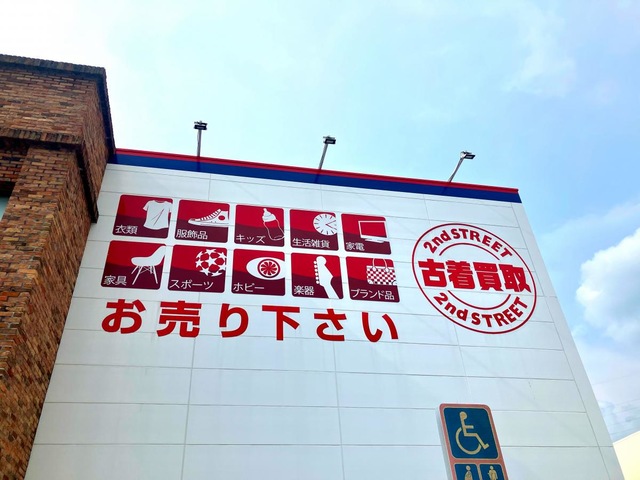 衣類 服飾品 キッズ 生活雑貨 家電
家具 スポーツ ホビー 楽器 ブランド品
お売り下さい
2nd STREET
古着買取
2nd STREET